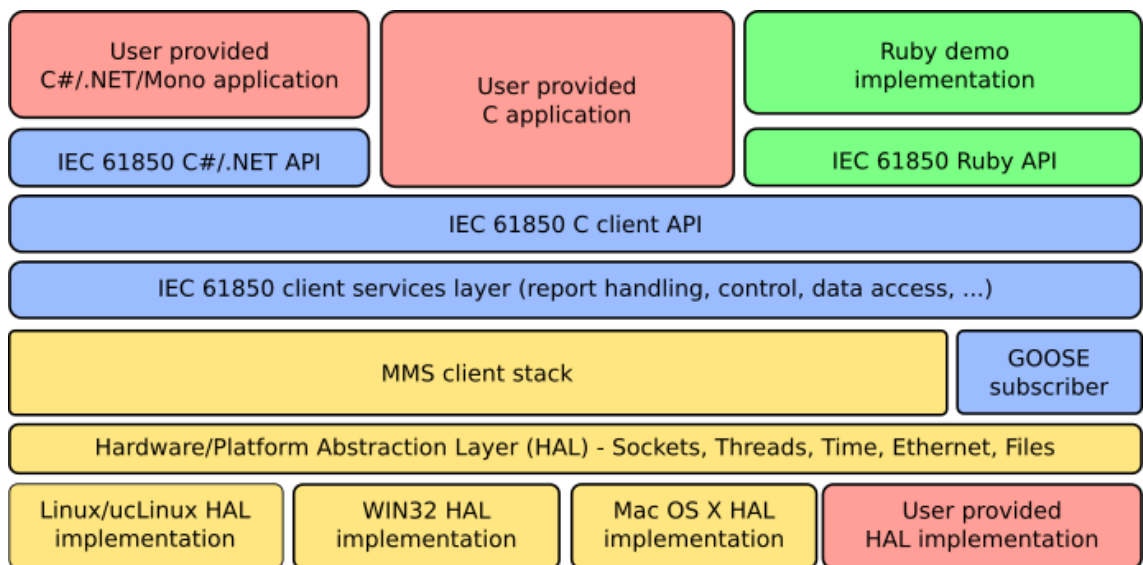 User provided
C#/.NET/Mono application
User provided
C application
Ruby demo
implementation
IEC 61850 C#/.NET API
IEC 61850 Ruby API
IEC 61850 C client API
IEC 61850 client services layer (report handling, control, data access, ...)
MMS client stack
GOOSE
subscriber
Hardware/Platform Abstraction Layer (HAL) - Sockets, Threads, Time, Ethernet, Files
Linux/ucLinux HAL
implementation
WIN32 HAL
implementation
Mac OS X HAL
implementation
User provided
HAL implementation